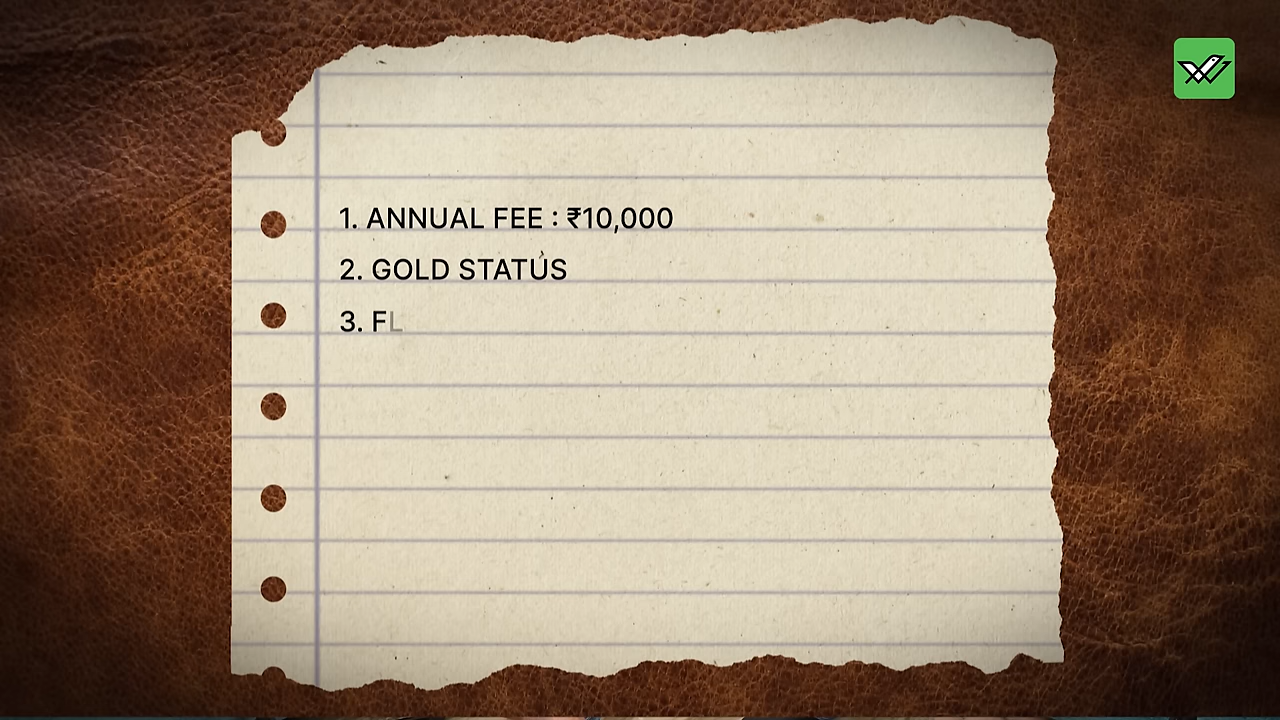 1. ANNUAL FEE : ₹10,000
2. GOLD STATUS
3. FL